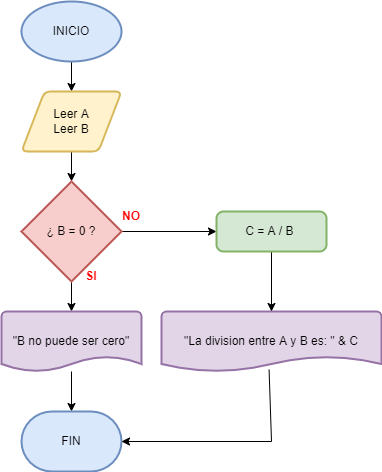 INICIO
Leer A
Leer B
¿ B = 0 ?
NO
C = A / B
SI
"B no puede ser cero"
"La division entre A y B es: " & C
FIN